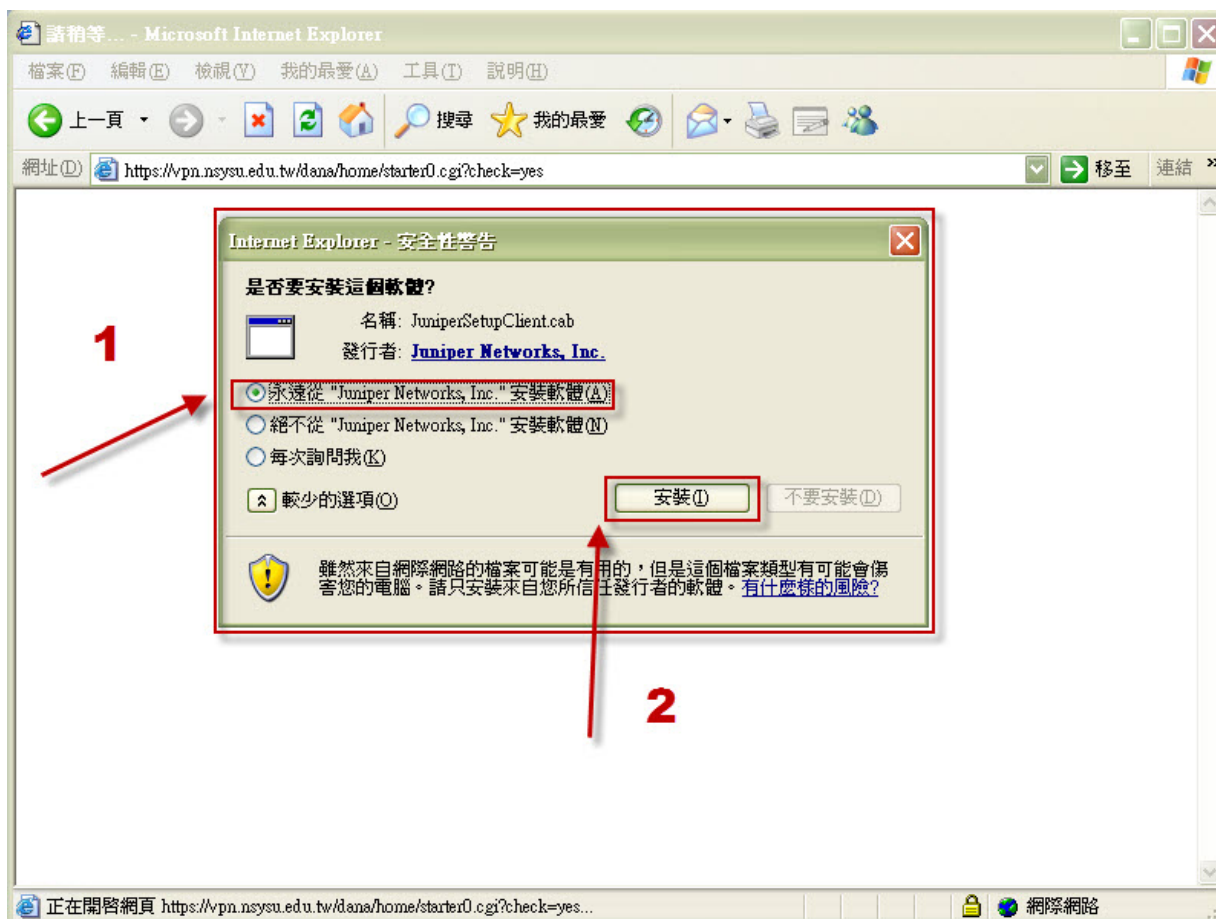 請稍等... - Microsoft Internet Explorer
檔案(F) 編輯(E) 檢視(V) 我的最愛(A) 工具(T) 說明(H)
上一頁 搜尋 我的最愛
網址(D) https://vpn.nsysu.edu.tw/dana/home/starter0.cgi?check=yes 移至 連結 »
Internet Explorer - 安全性警告
是否要安裝這個軟體?
名稱: JuniperSetupClient.cab
1
發行者: Juniper Networks, Inc.
永遠從 "Juniper Networks, Inc." 安裝軟體(A)
絕不從 "Juniper Networks, Inc." 安裝軟體(N)
每次詢問我(K)
較少的選項(O) 安裝(I) 不要安裝(D)
雖然來自網際網路的檔案可能是有用的，但是這個檔案類型有可能會傷
害您的電腦。請只安裝來自您所信任發行者的軟體。有什麼樣的風險?
2
正在開啟網頁 https://vpn.nsysu.edu.tw/dana/home/starter0.cgi?check=yes... 網際網路